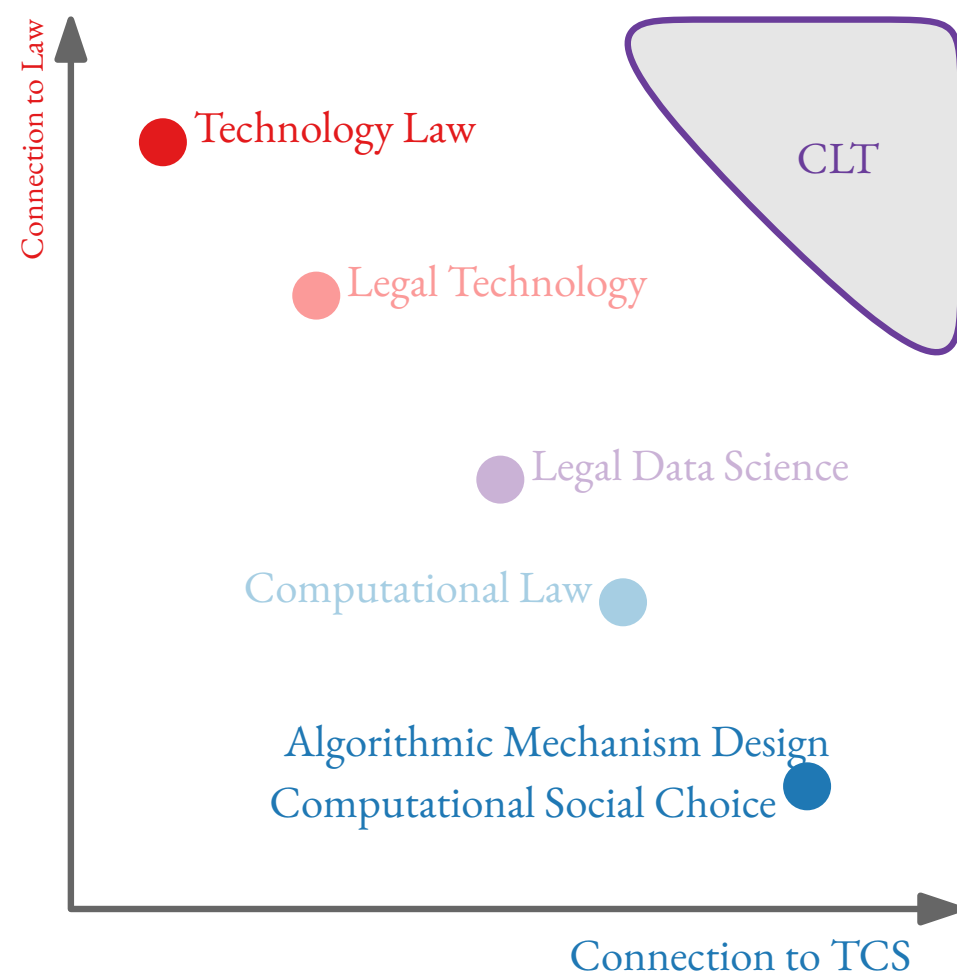 Connection to Law
Technology Law
CLT
Legal Technology
Legal Data Science
Computational Law
Algorithmic Mechanism Design
Computational Social Choice
Connection to TCS